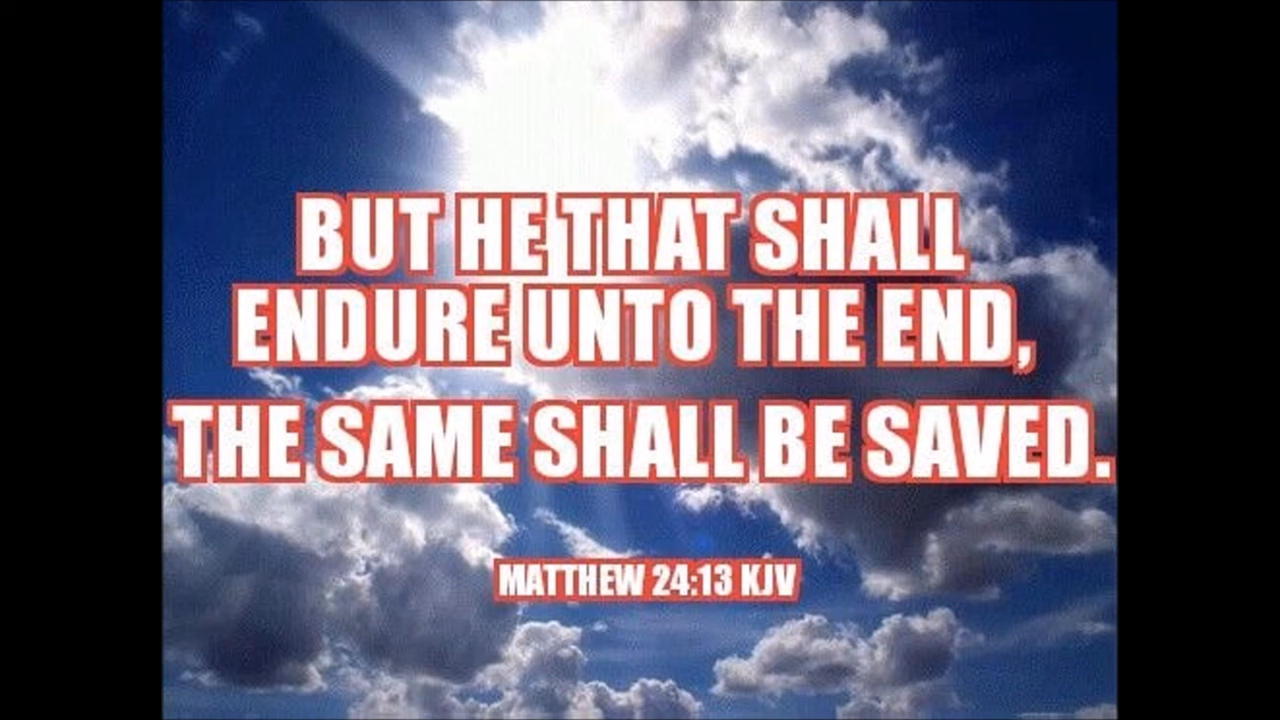 BUT HE THAT SHALL
ENDURE UNTO THE END,
THE SAME SHALL BE SAVED.
MATTHEW 24:13 KJV